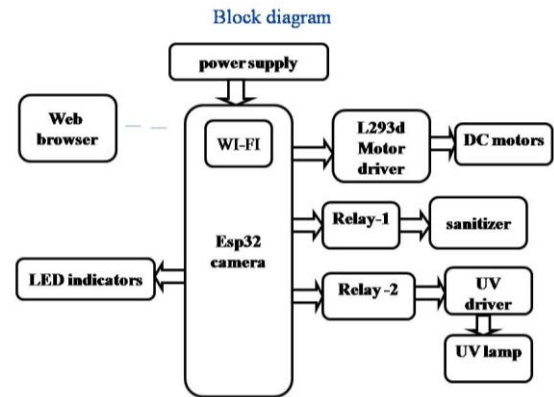 Block diagram
power supply
Web
browser
WI-FI
L293d
Motor
driver
DC motors
Esp32
camera
Relay-1
sanitizer
LED indicators
Relay -2
UV
driver
UV lamp